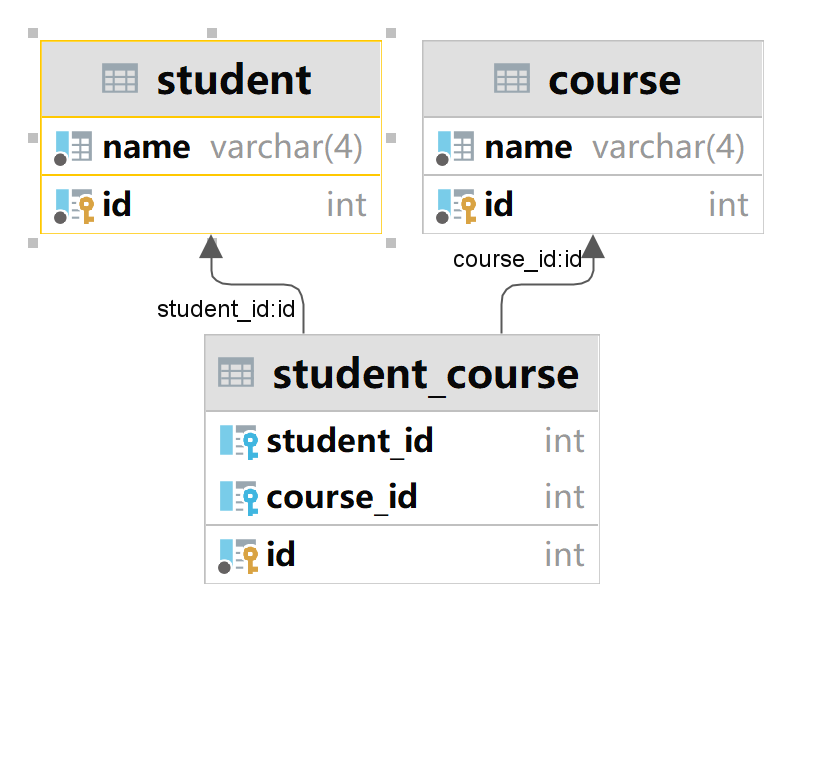 student
name varchar(4)
id int
course
name varchar(4)
id int
course_id:id
student_id:id
student_course
student_id int
course_id int
id int